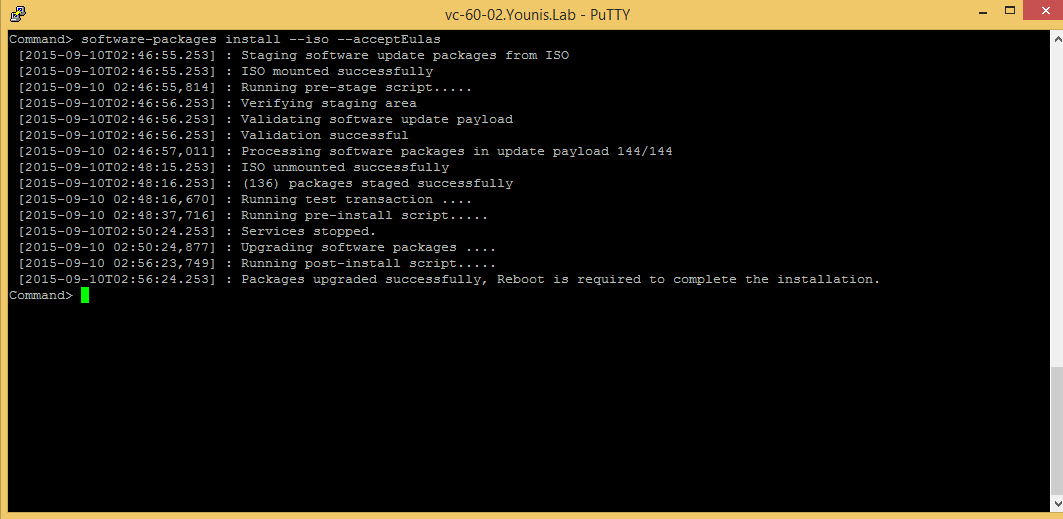 vc-60-02.Younis.Lab - PuTTY
Command> software-packages install --iso --acceptEulas
[2015-09-10T02:46:55.253] : Staging software update packages from ISO
[2015-09-10T02:46:55.253] : ISO mounted successfully
[2015-09-10 02:46:55,814] : Running pre-stage script.....
[2015-09-10T02:46:56.253] : Verifying staging area
[2015-09-10T02:46:56.253] : Validating software update payload
[2015-09-10T02:46:56.253] : Validation successful
[2015-09-10 02:46:57,011] : Processing software packages in update payload 144/144
[2015-09-10T02:48:15.253] : ISO unmounted successfully
[2015-09-10T02:48:16.253] : (136) packages staged successfully
[2015-09-10 02:48:16,670] : Running test transaction ....
[2015-09-10 02:48:37,716] : Running pre-install script.....
[2015-09-10T02:50:24.253] : Services stopped.
[2015-09-10 02:50:24,877] : Upgrading software packages ....
[2015-09-10 02:56:23,749] : Running post-install script.....
[2015-09-10T02:56:24.253] : Packages upgraded successfully, Reboot is required to complete the installation.
Command>